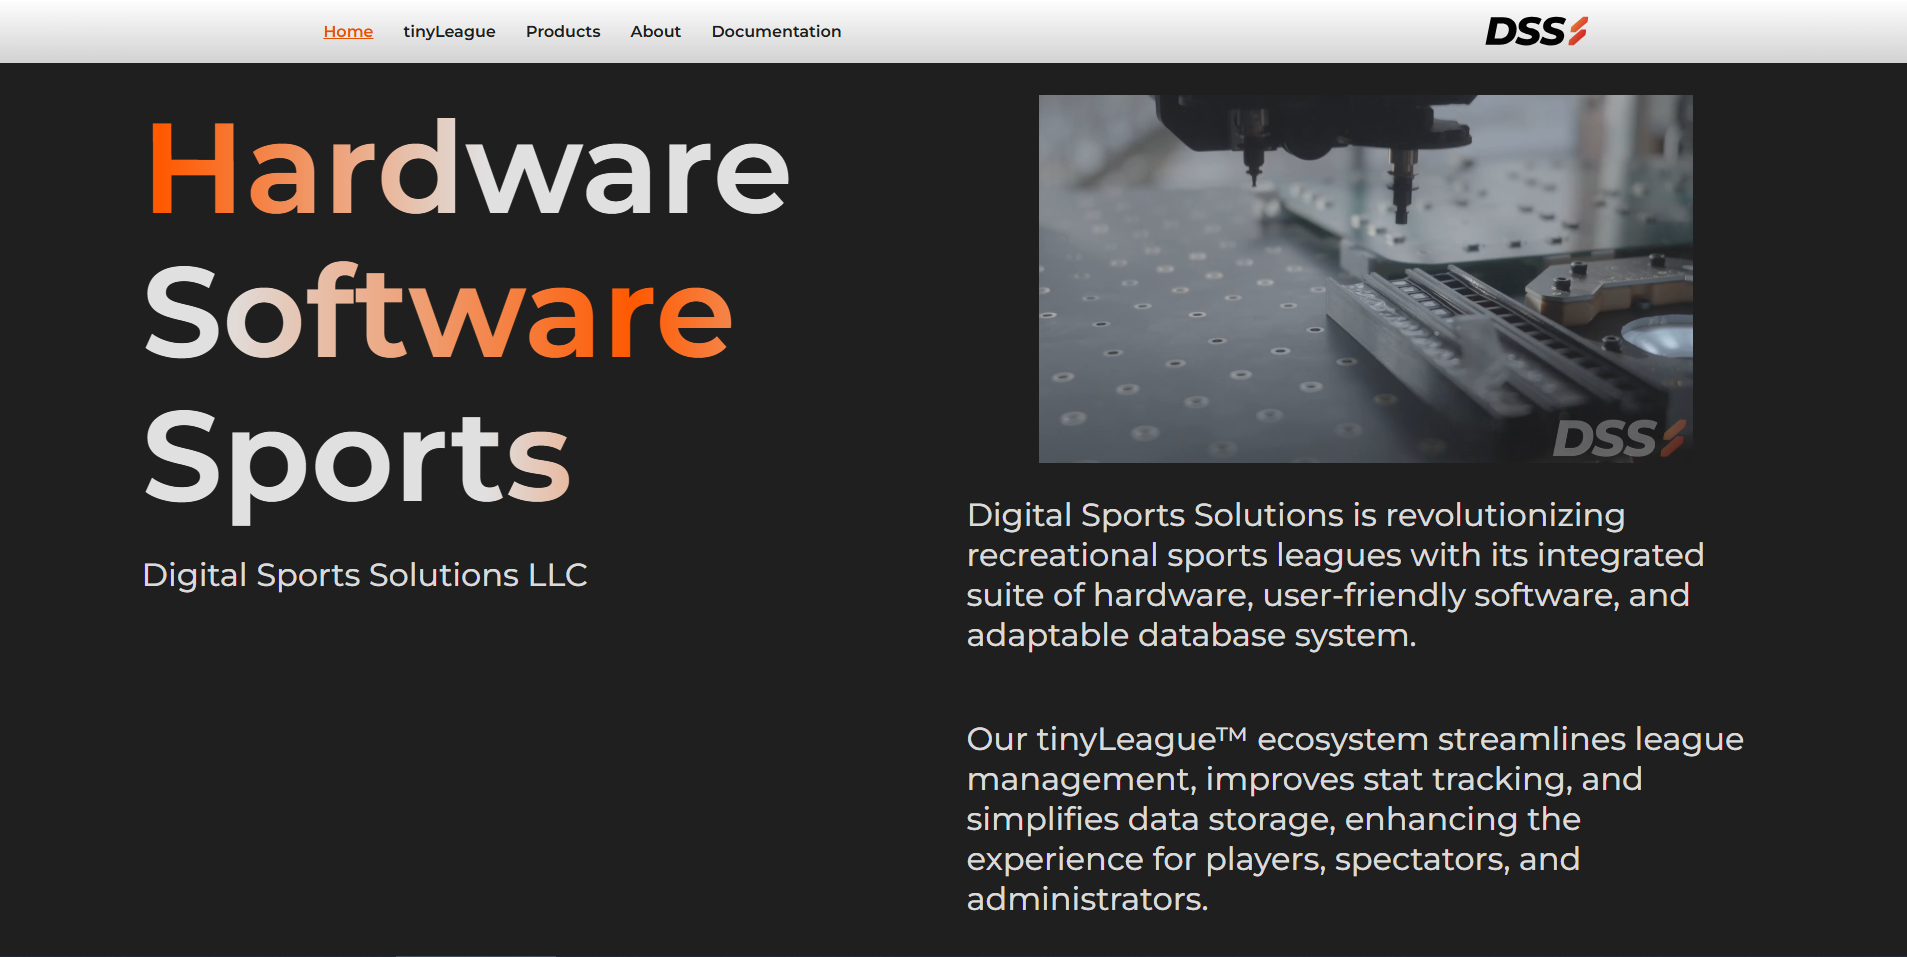 Home tinyLeague Products About Documentation DSS
Hardware
Software
Sports
Digital Sports Solutions LLC
DSS
Digital Sports Solutions is revolutionizing
recreational sports leagues with its integrated
suite of hardware, user-friendly software, and
adaptable database system.
Our tinyLeague™ ecosystem streamlines league
management, improves stat tracking, and
simplifies data storage, enhancing the
experience for players, spectators, and
administrators.